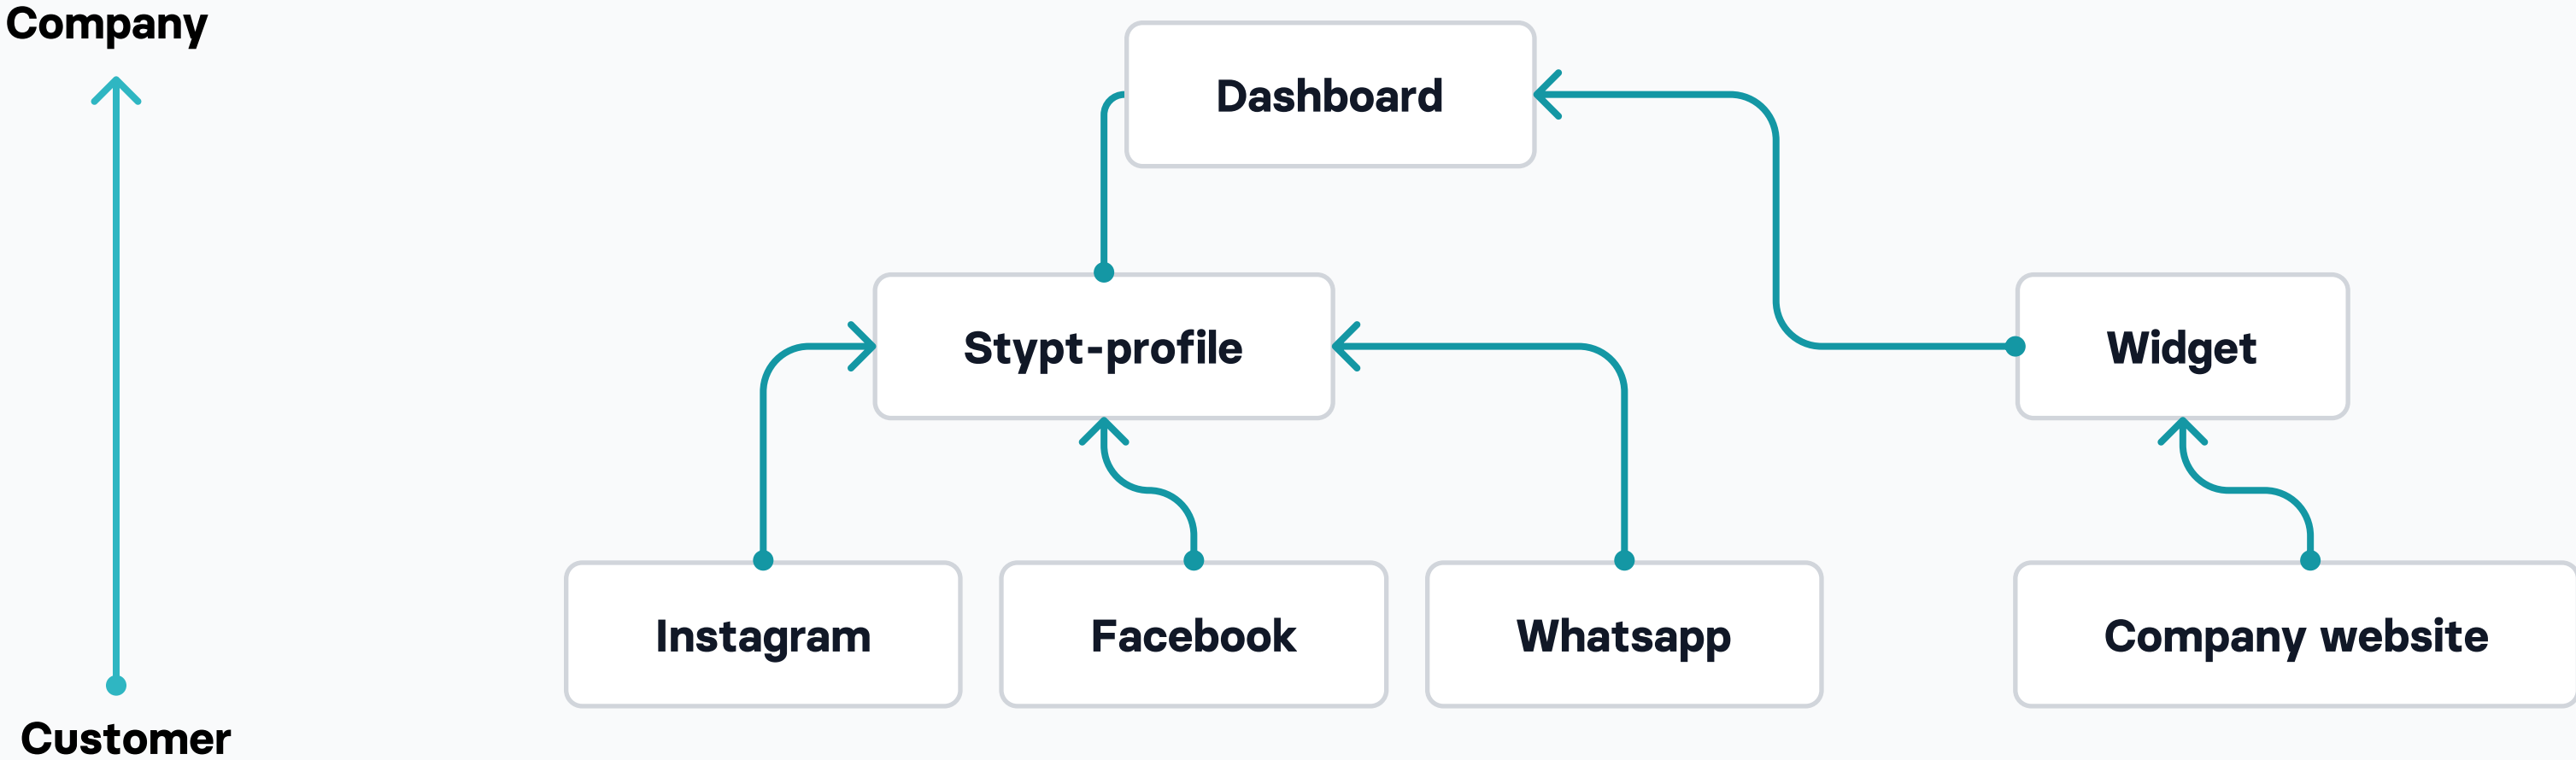 Company
Dashboard
Stypt-profile
Widget
Instagram
Facebook
Whatsapp
Company website
Customer